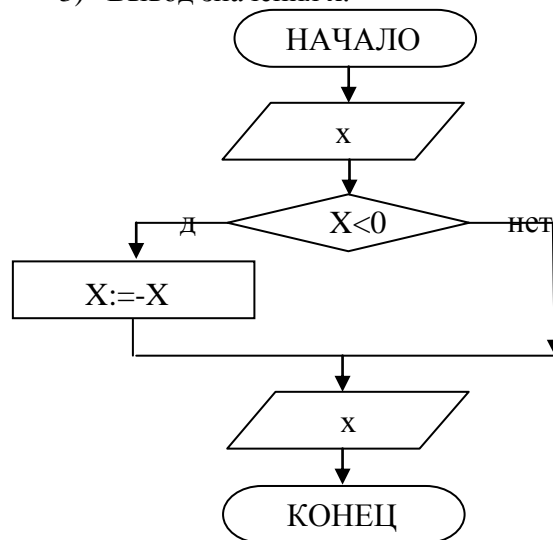 НАЧАЛО
x
д X<0 нет
X:=-X
x
КОНЕЦ